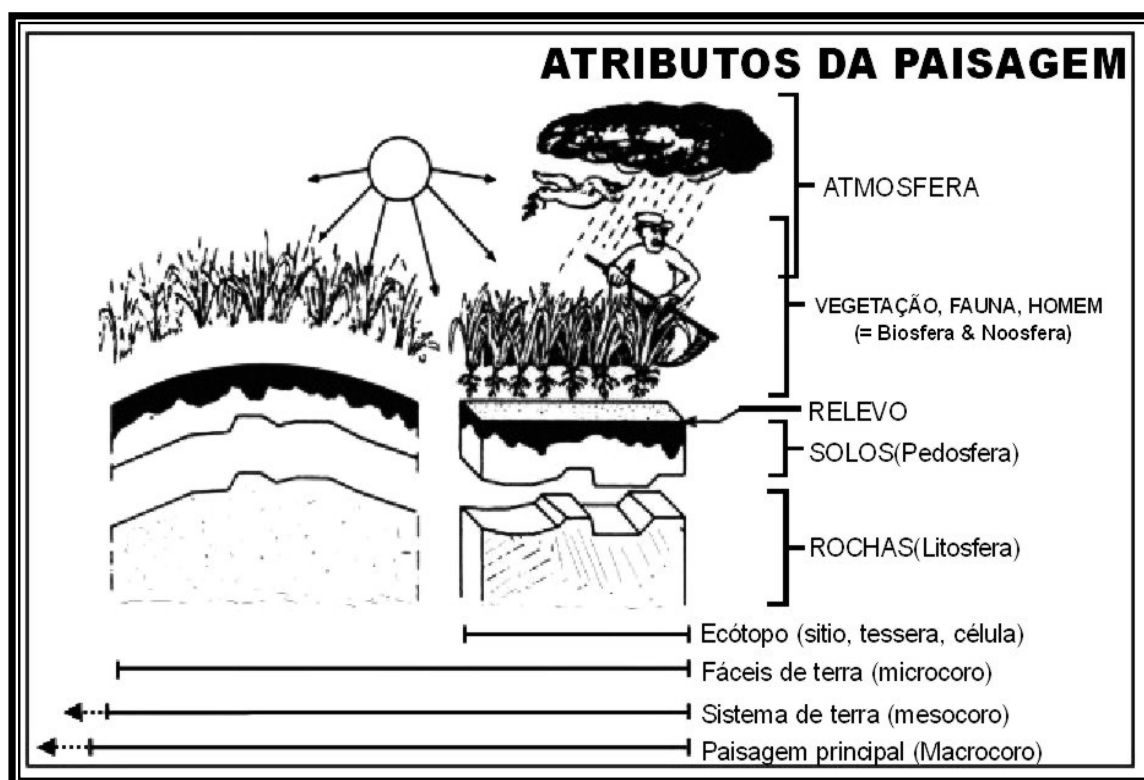 ATRIBUTOS DA PAISAGEM
ATMOSFERA
VEGETAÇÃO, FAUNA, HOMEM
(= Biosfera & Noosfera)
RELEVO
SOLOS(Pedosfera)
ROCHAS(Litosfera)
Ecótopo (sitio, tessera, célula)
Fáceis de terra (microcoro)
Sistema de terra (mesocoro)
Paisagem principal (Macrocoro)